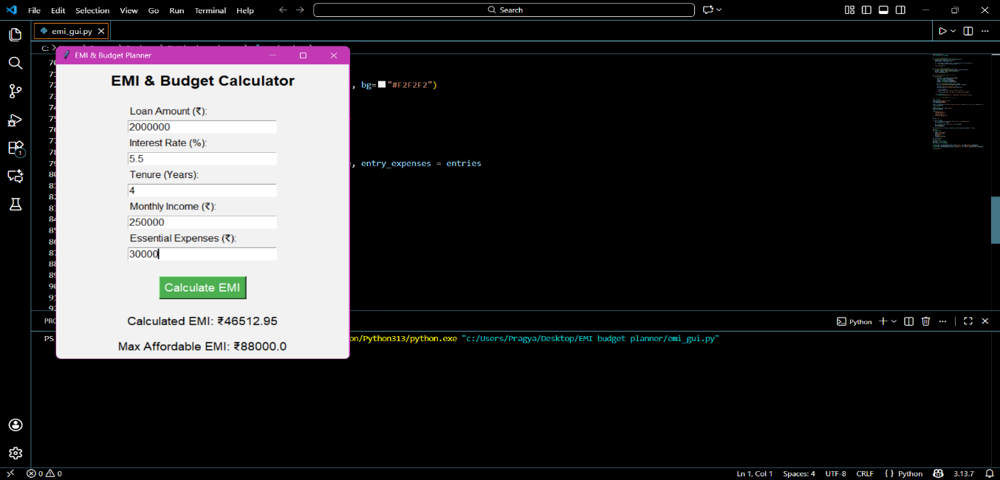 File Edit Selection View Go Run Terminal Help Search
emi_gui.py
C: >
EMI & Budget Planner
EMI & Budget Calculator
, bg= "#F2F2F2")
Loan Amount (₹):
2000000
Interest Rate (%):
5.5
, entry_expenses = entries
Tenure (Years):
4
Monthly Income (₹):
250000
Essential Expenses (₹):
30000
Calculate EMI
Calculated EMI: ₹46512.95
Max Affordable EMI: ₹88000.0
Python
PS on/Python313/python.exe "c:/Users/Pragya/Desktop/EMI budget planner/emi_gui.py"
1
0 0 Ln 1, Col 1 Spaces: 4 UTF-8 CRLF { } Python 3.13.7